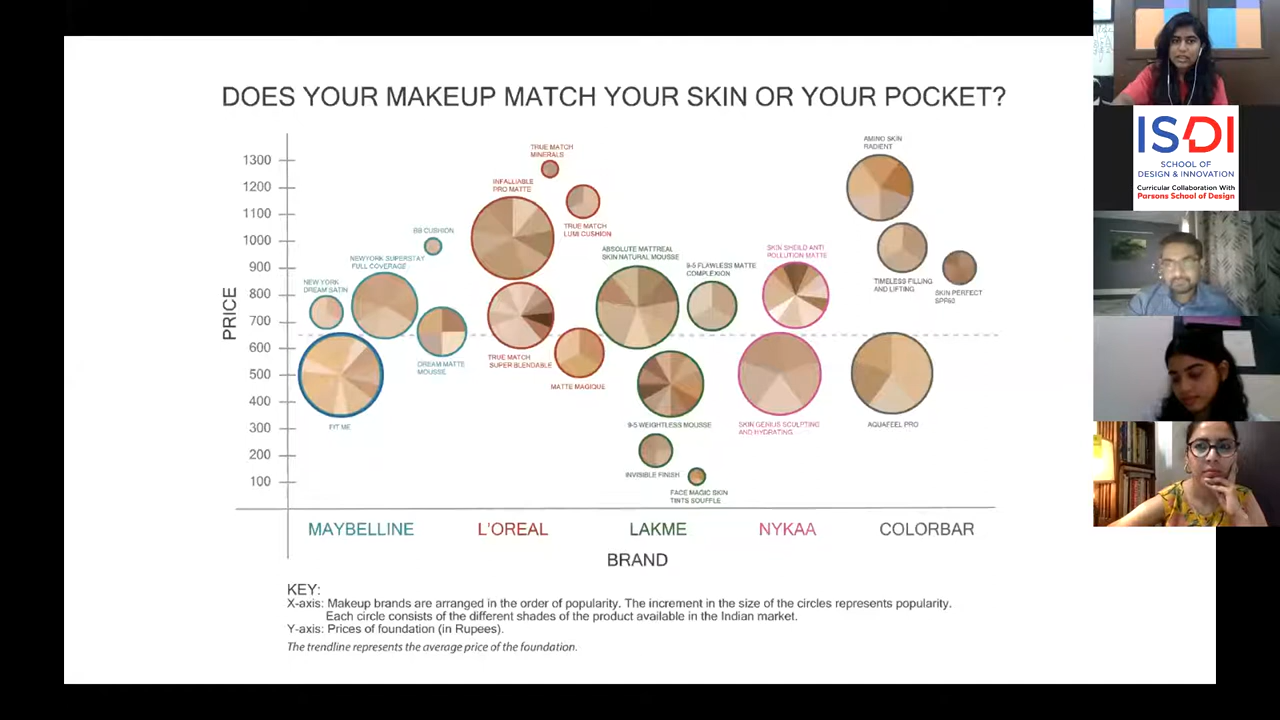 DOES YOUR MAKEUP MATCH YOUR SKIN OR YOUR POCKET?
PRICE
1300
1200
1100
1000
900
800
700
600
500
400
300
200
100
NEW YORK
DREAM SATIN
NEWYORK SUPERSTAY
FULL COVERAGE
BB CUSHION
DREAM MATTE
MOUSSE
FIT ME
TRUE MATCH
MINERALS
INFALLIABLE
PRO MATTE
TRUE MATCH
LUMI CUSHION
TRUE MATCH
SUPER BLENDABLE
MATTE MAGIQUE
ABSOLUTE MATTREAL
SKIN NATURAL MOUSSE
9-5 FLAWLESS MATTE
COMPLEXION
9-5 WEIGHTLESS MOUSSE
INVISIBLE FINISH
FACE MAGIC SKIN
TINTS SOUFFLE
SKIN SHEILD ANTI
POLLUTION MATTE
SKIN GENIUS SCULPTING
AND HYDRATING
AMINO SKIN
RADIENT
TIMELESS FILLING
AND LIFTING
SKIN PERFECT
SPF60
AQUAFEEL PRO
MAYBELLINE
L'OREAL
LAKME
NYKAA
COLORBAR
BRAND
KEY:
X-axis: Makeup brands are arranged in the order of popularity. The increment in the size of the circles represents popularity.
Each circle consists of the different shades of the product available in the Indian market.
Y-axis: Prices of foundation (in Rupees).
The trendline represents the average price of the foundation.
ISDI
SCHOOL OF
DESIGN & INNOVATION
Curricular Collaboration With
Parsons School of Design